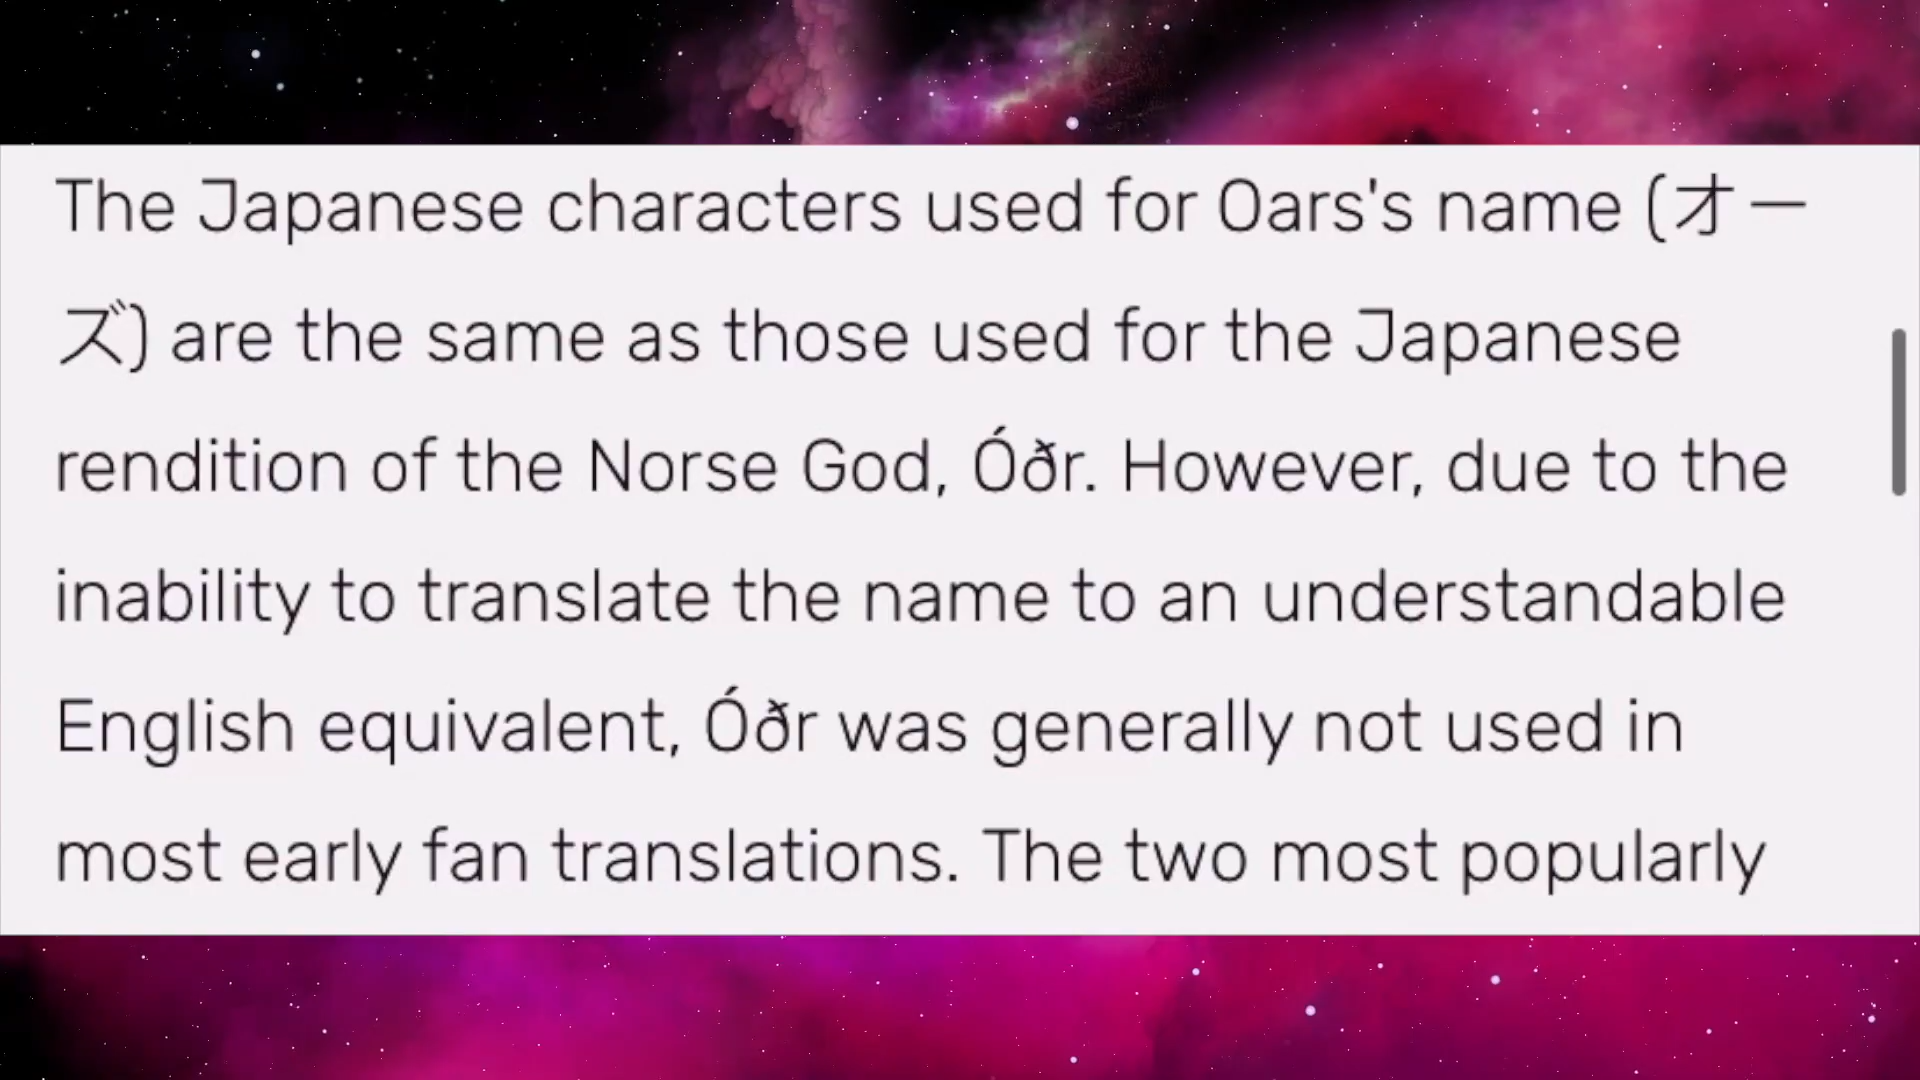 The Japanese characters used for Oars's name (オー
ズ) are the same as those used for the Japanese
rendition of the Norse God, Óðr. However, due to the
inability to translate the name to an understandable
English equivalent, Óðr was generally not used in
most early fan translations. The two most popularly